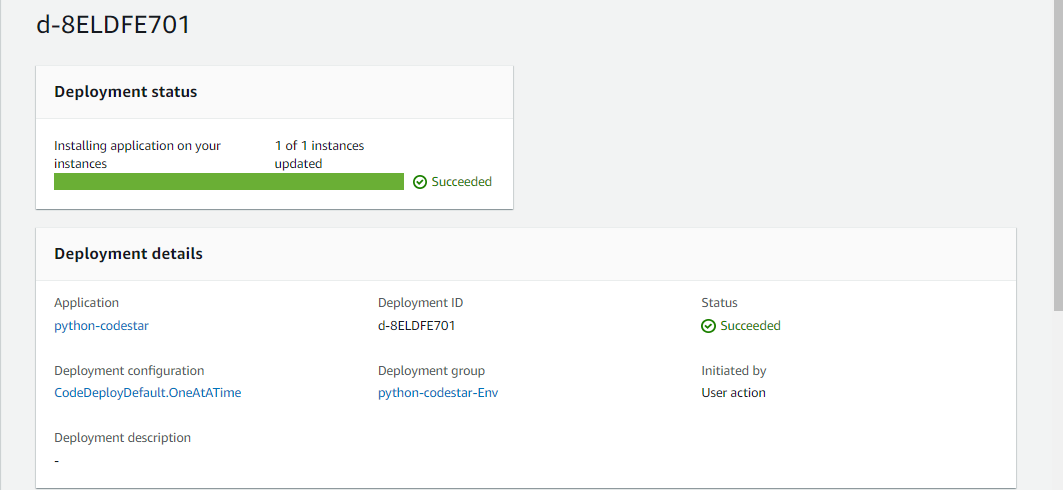 d-8ELDFE701
Deployment status
Installing application on your
instances
1 of 1 instances
updated
Succeeded
Deployment details
Application
python-codestar
Deployment ID
d-8ELDFE701
Status
Succeeded
Deployment configuration
CodeDeployDefault.OneAtATime
Deployment group
python-codestar-Env
Initiated by
User action
Deployment description
-